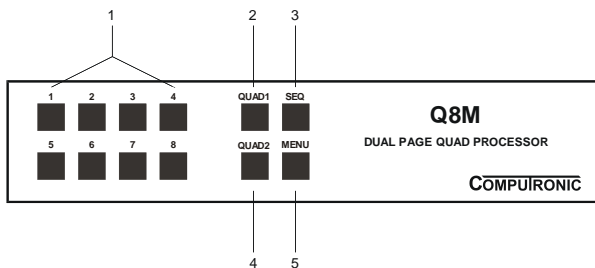 1 2 3
1 2 3 4 QUAD1 SEQ
Q8M
DUAL PAGE QUAD PROCESSOR
5 6 7 8 QUAD2 MENU
COMPUTRONIC
4 5